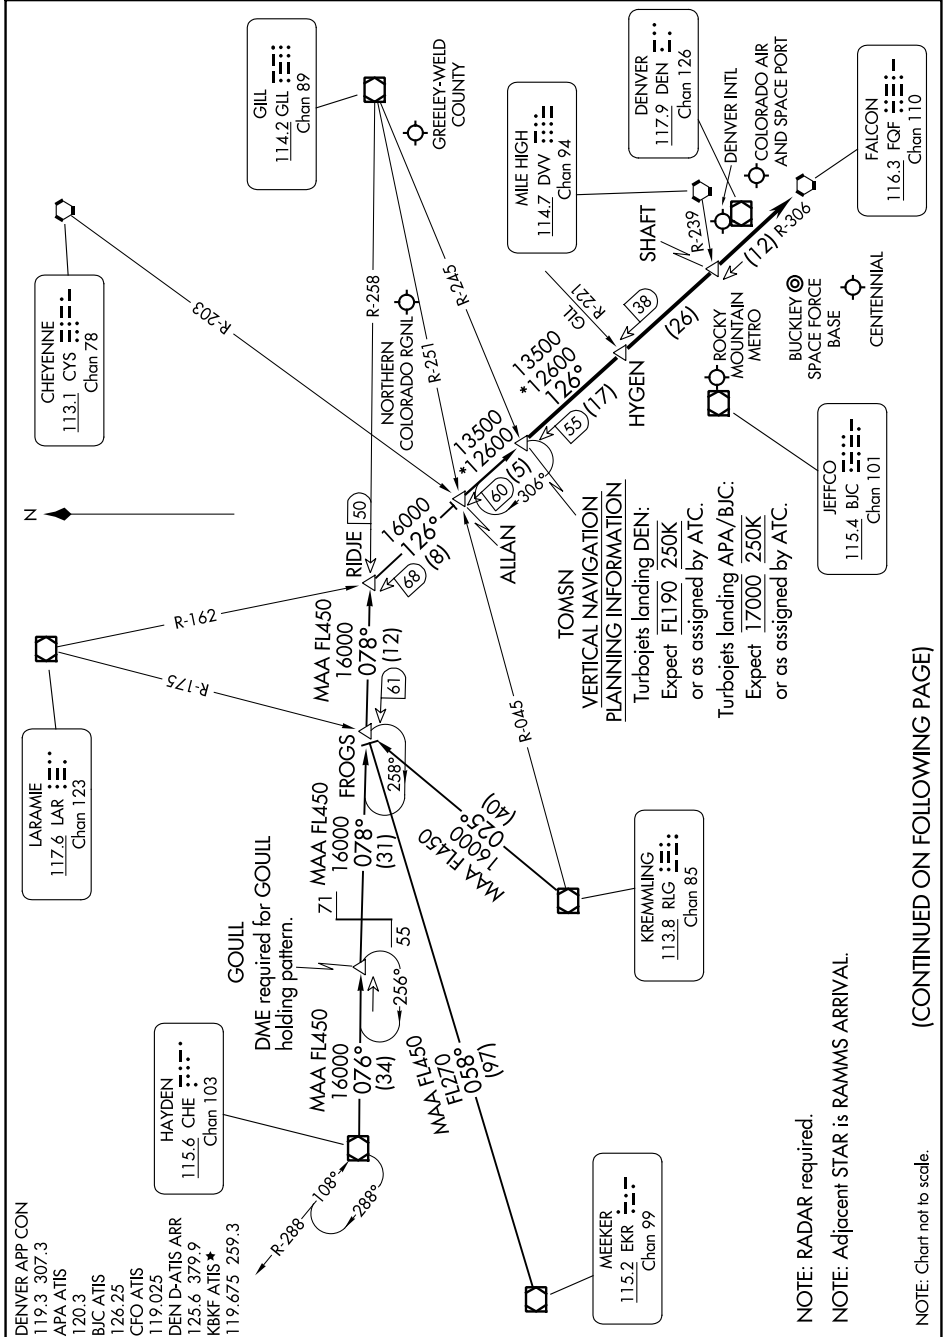 DENVER APP CON
119.3 307.3
APA ATIS
120.3
BJC ATIS
126.25
CFO ATIS
119.025
DEN D-ATIS ARR
125.6 379.9
KBKF ATIS★
119.675 259.3
LARAMIE
117.6 LAR
Chan 123
CHEYENNE
113.1 CYS
Chan 78
GILL
114.2 GLL
Chan 89
GREELEY-WELD
COUNTY
N
HAYDEN
115.6 CHE
Chan 103
R-288
108°
288°
GOULL
DME required for GOULL
holding pattern.
MAA FL450
16000
076°
(34)
256°
71
55
MAA FL450
16000
078°
(31)
FROGS
258°
61
MAA FL450
16000
078°
(12)
R-175
R-162
R-203
R-258
R-251
R-245
RIDJE
50
68
16000
126°
(8)
NORTHERN
COLORADO RGNL
ALLAN
60
13500
*12600
(5)
306°
55
13500
*12600
126°
(17)
HYGEN
GIL
R-221
38
(26)
SHAFT
R-239
(12)
R-306
MILE HIGH
114.7 DVV
Chan 94
DENVER
117.9 DEN
Chan 126
DENVER INTL
COLORADO AIR
AND SPACE PORT
FALCON
116.3 FQF
Chan 110
ROCKY
MOUNTAIN
METRO
BUCKLEY
SPACE FORCE
BASE
CENTENNIAL
JEFFCO
115.4 BJC
Chan 101
MAA FL450
FL270
058°
(97)
MAA FL450
16000
025°
(40)
R-045
MEEKER
115.2 EKR
Chan 99
KREMMLING
113.8 RLG
Chan 85
TOMSN
VERTICAL NAVIGATION
PLANNING INFORMATION
Turbojets landing DEN:
Expect FL190 250K
or as assigned by ATC.
Turbojets landing APA/BJC:
Expect 17000 250K
or as assigned by ATC.
NOTE: RADAR required.
NOTE: Adjacent STAR is RAMMS ARRIVAL.
NOTE: Chart not to scale.
(CONTINUED ON FOLLOWING PAGE)